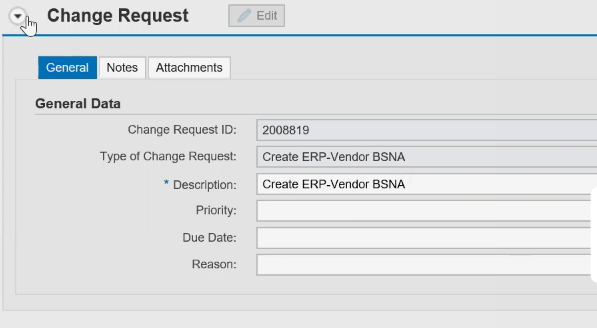 Change Request Edit
General Notes Attachments
General Data
Change Request ID: 2008819
Type of Change Request: Create ERP-Vendor BSNA
* Description: Create ERP-Vendor BSNA
Priority:
Due Date:
Reason: